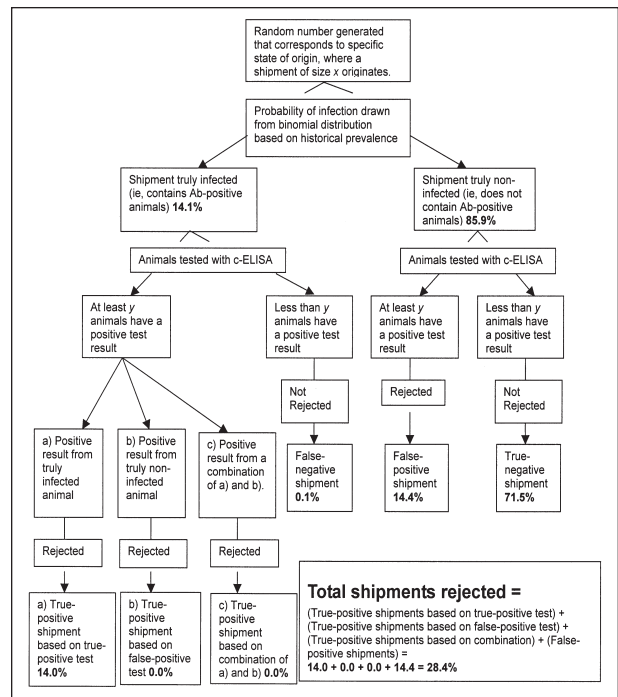 Random number generated
that corresponds to specific
state of origin, where a
shipment of size x originates.
Probability of infection drawn
from binomial distribution
based on historical prevalence
Shipment truly infected
(ie, contains Ab-positive
animals) 14.1%
Shipment truly non-
infected (ie, does not
contain Ab-positive
animals) 85.9%
Animals tested with c-ELISA
Animals tested with c-ELISA
At least y
animals have a
positive test
result
Less than y
animals have
a positive test
result
At least y
animals have
a positive test
result
Less than y
animals have
a positive test
result
Not
Rejected
Rejected
Not
Rejected
a) Positive
result from
truly
infected
animal
b) Positive
result from
truly non-
infected
animal
c) Positive
result from a
combination
of a) and b).
False-
negative
shipment
0.1%
False-
positive
shipment
14.4%
True-
negative
shipment
71.5%
Rejected
Rejected
Rejected
a) True-
positive
shipment
based on true-
positive test
14.0%
b) True-
positive
shipment
based on
false-positive
test 0.0%
c) True-
positive
shipment
based on
combination of
a) and b) 0.0%
Total shipments rejected =
(True-positive shipments based on true-positive test) +
(True-positive shipments based on false-positive test) +
(True-positive shipments based on combination) + (False-
positive shipments) =
14.0 + 0.0 + 0.0 + 14.4 = 28.4%